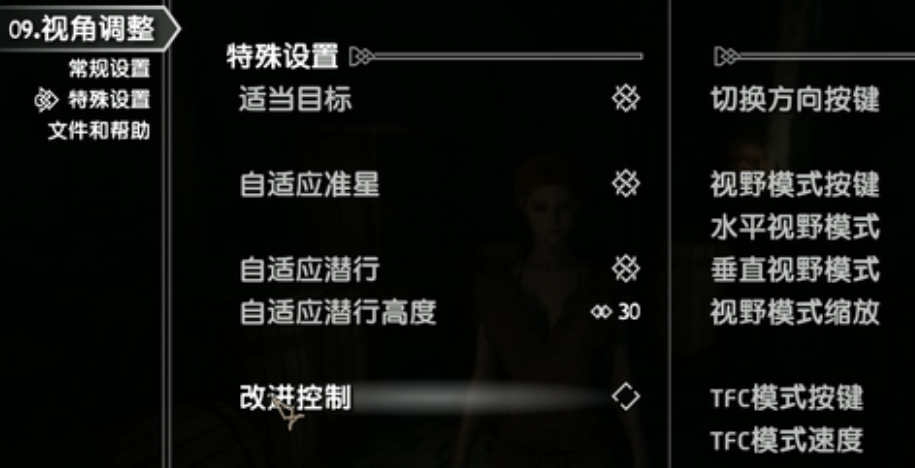 09.视角调整
常规设置
特殊设置
文件和帮助
特殊设置
适当目标
自适应准星
自适应潜行
自适应潜行高度 30
改进控制
切换方向按键
视野模式按键
水平视野模式
垂直视野模式
视野模式缩放
TFC模式按键
TFC模式速度